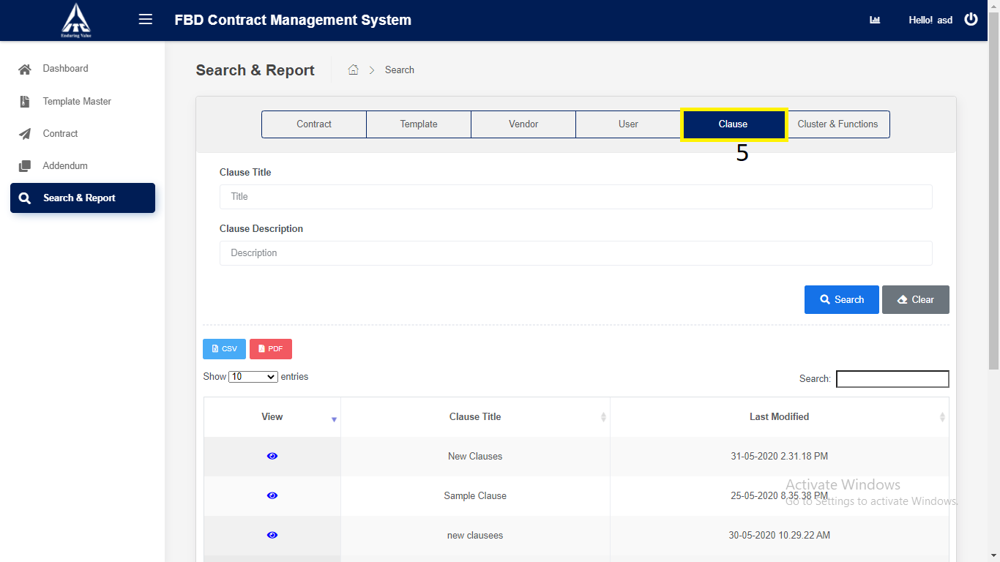 ITC
Enduring Value
FBD Contract Management System
Hello! asd
Dashboard
Template Master
Contract
Addendum
Search & Report
Search & Report
Search
Contract
Template
Vendor
User
Clause
Cluster & Functions
5
Clause Title
Title
Clause Description
Description
Search
Clear
CSV
PDF
Show 10 entries
Search:
View
Clause Title
Last Modified
New Clauses
31-05-2020 2.31.18 PM
Sample Clause
25-05-2020 8.35.38 PM
new clausees
30-05-2020 10.29.22 AM
Activate Windows
Go to Settings to activate Windows.